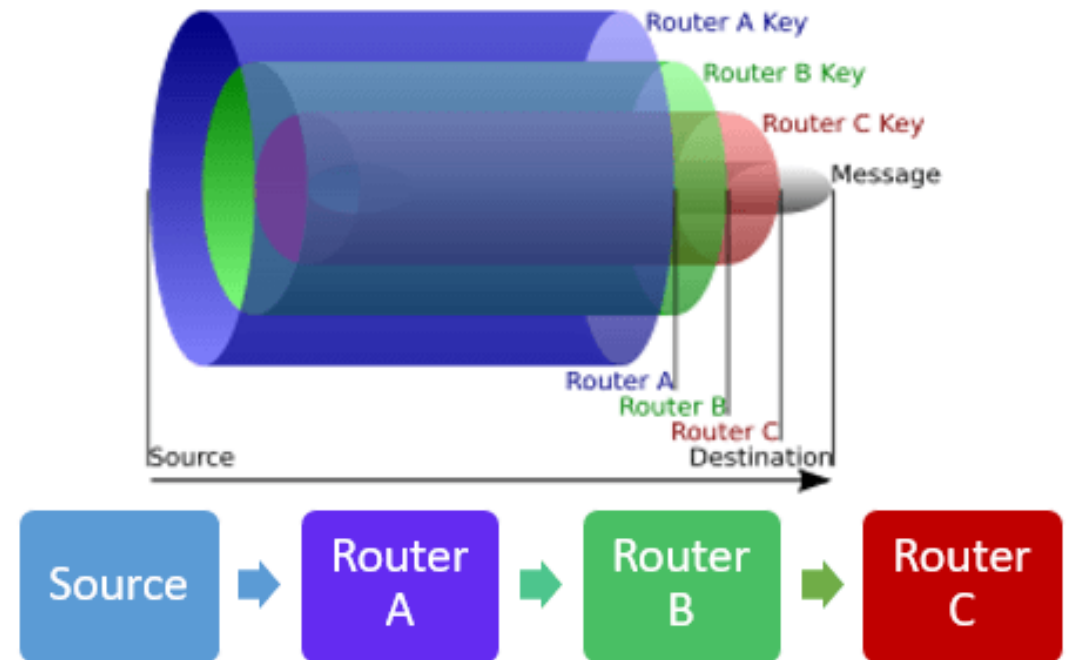 Router A Key
Router B Key
Router C Key
Message
Router A
Router B
Router C
Source
Destination
Source
Router
A
Router
B
Router
C